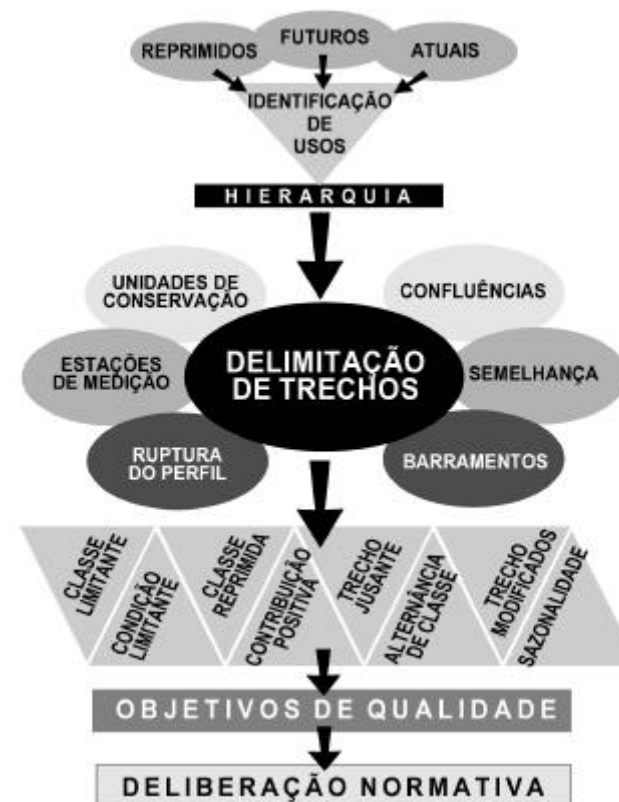 REPRIMIDOS
FUTUROS
ATUAIS
IDENTIFICAÇÃO
DE
USOS
HIERARQUIA
UNIDADES DE
CONSERVAÇÃO
CONFLUÊNCIAS
ESTAÇÕES
DE MEDIÇÃO
DELIMITAÇÃO
DE TRECHOS
SEMELHANÇA
RUPTURA
DO PERFIL
BARRAMENTOS
CLASSE
LIMITANTE
CONDIÇÃO
LIMITANTE
CLASSE
REPRIMIDA
CONTRIBUIÇÃO
POSITIVA
TRECHO
JUSANTE
ALTERNÂNCIA
DE CLASSE
TRECHO
MODIFICADOS
SAZONALIDADE
OBJETIVOS DE QUALIDADE
DELIBERAÇÃO NORMATIVA